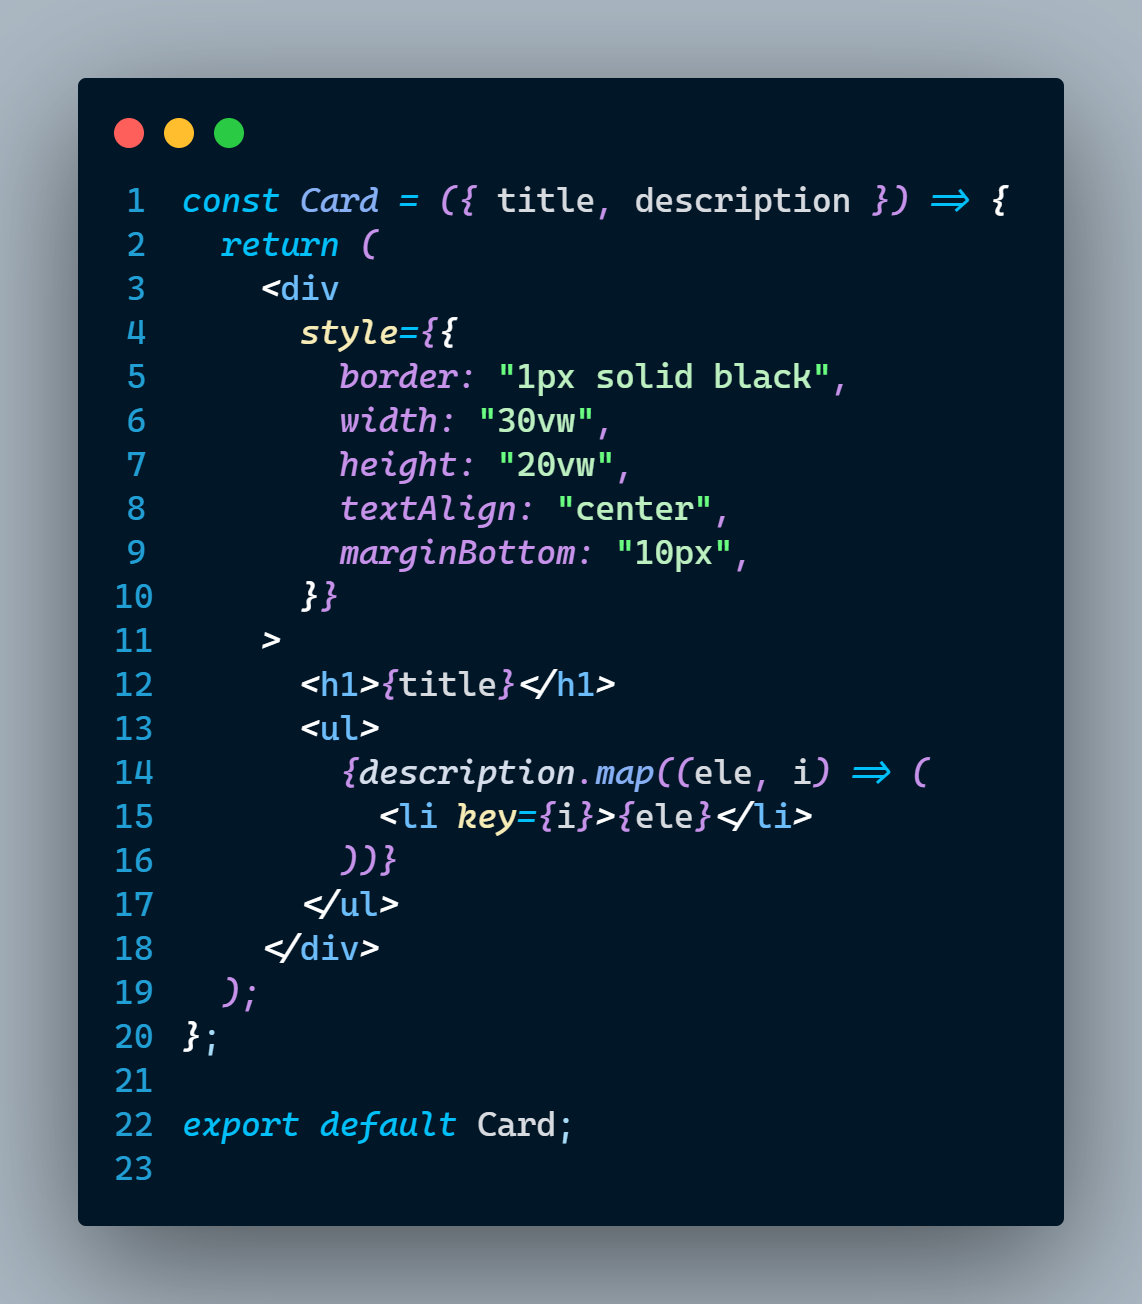 1 const Card = ({ title, description }) => {
2   return (
3     <div
4       style={{
5         border: "1px solid black",
6         width: "30vw",
7         height: "20vw",
8         textAlign: "center",
9         marginBottom: "10px",
10       }}
11     >
12       <h1>{title}</h1>
13       <ul>
14         {description.map((ele, i) => (
15           <li key={i}>{ele}</li>
16         ))}
17       </ul>
18     </div>
19   );
20 };
21
22 export default Card;
23